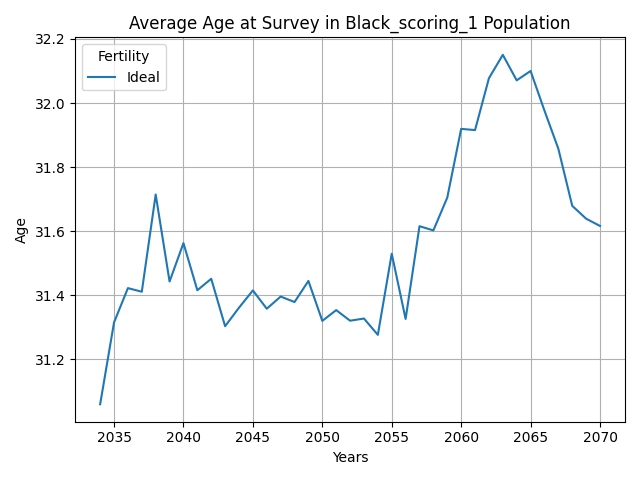 Average Age at Survey in Black_scoring_1 Population
Fertility
Ideal
Age
32.2
32.0
31.8
31.6
31.4
31.2
2035 2040 2045 2050 2055 2060 2065 2070
Years